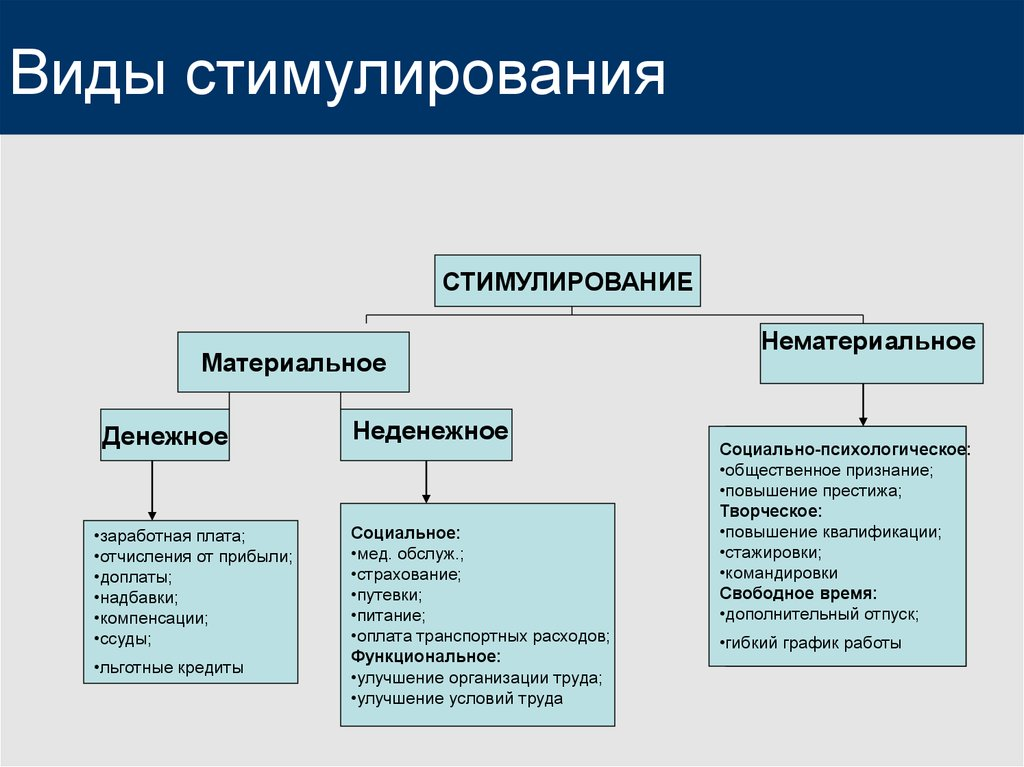 Виды стимулирования
СТИМУЛИРОВАНИЕ
Материальное
Нематериальное
Денежное
Неденежное
•заработная плата;
•отчисления от прибыли;
•доплаты;
•надбавки;
•компенсации;
•ссуды;
•льготные кредиты
Социальное:
•мед. обслуж.;
•страхование;
•путевки;
•питание;
•оплата транспортных расходов;
Функциональное:
•улучшение организации труда;
•улучшение условий труда
Социально-психологическое:
•общественное признание;
•повышение престижа;
Творческое:
•повышение квалификации;
•стажировки;
•командировки
Свободное время:
•дополнительный отпуск;
•гибкий график работы